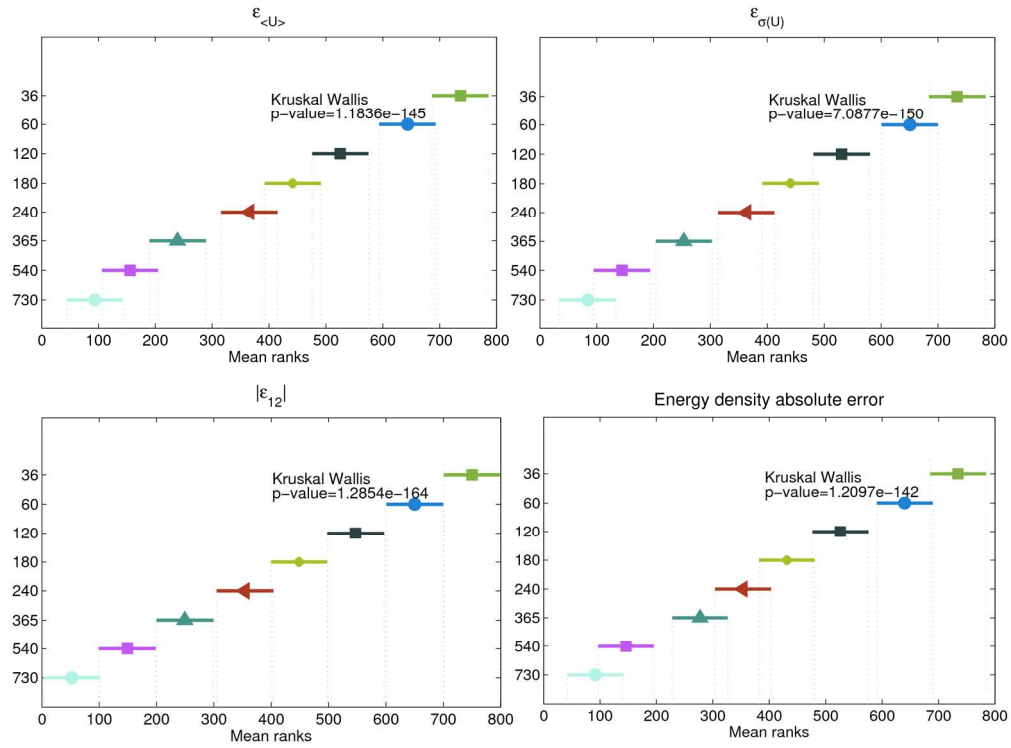 ε<U>
36
60
120
180
240
365
540
730
Kruskal Wallis
p-value=1.1836e-145
0 100 200 300 400 500 600 700 800
Mean ranks
εσ(U)
36
60
120
180
240
365
540
730
Kruskal Wallis
p-value=7.0877e-150
0 100 200 300 400 500 600 700 800
Mean ranks
|ε12|
36
60
120
180
240
365
540
730
Kruskal Wallis
p-value=1.2854e-164
0 100 200 300 400 500 600 700 800
Mean ranks
Energy density absolute error
36
60
120
180
240
365
540
730
Kruskal Wallis
p-value=1.2097e-142
0 100 200 300 400 500 600 700 800
Mean ranks